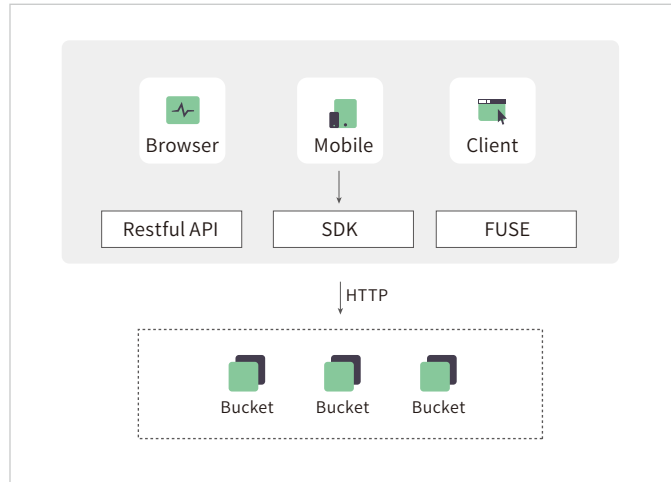 Browser
Mobile
Client
Restful API
SDK
FUSE
HTTP
Bucket
Bucket
Bucket